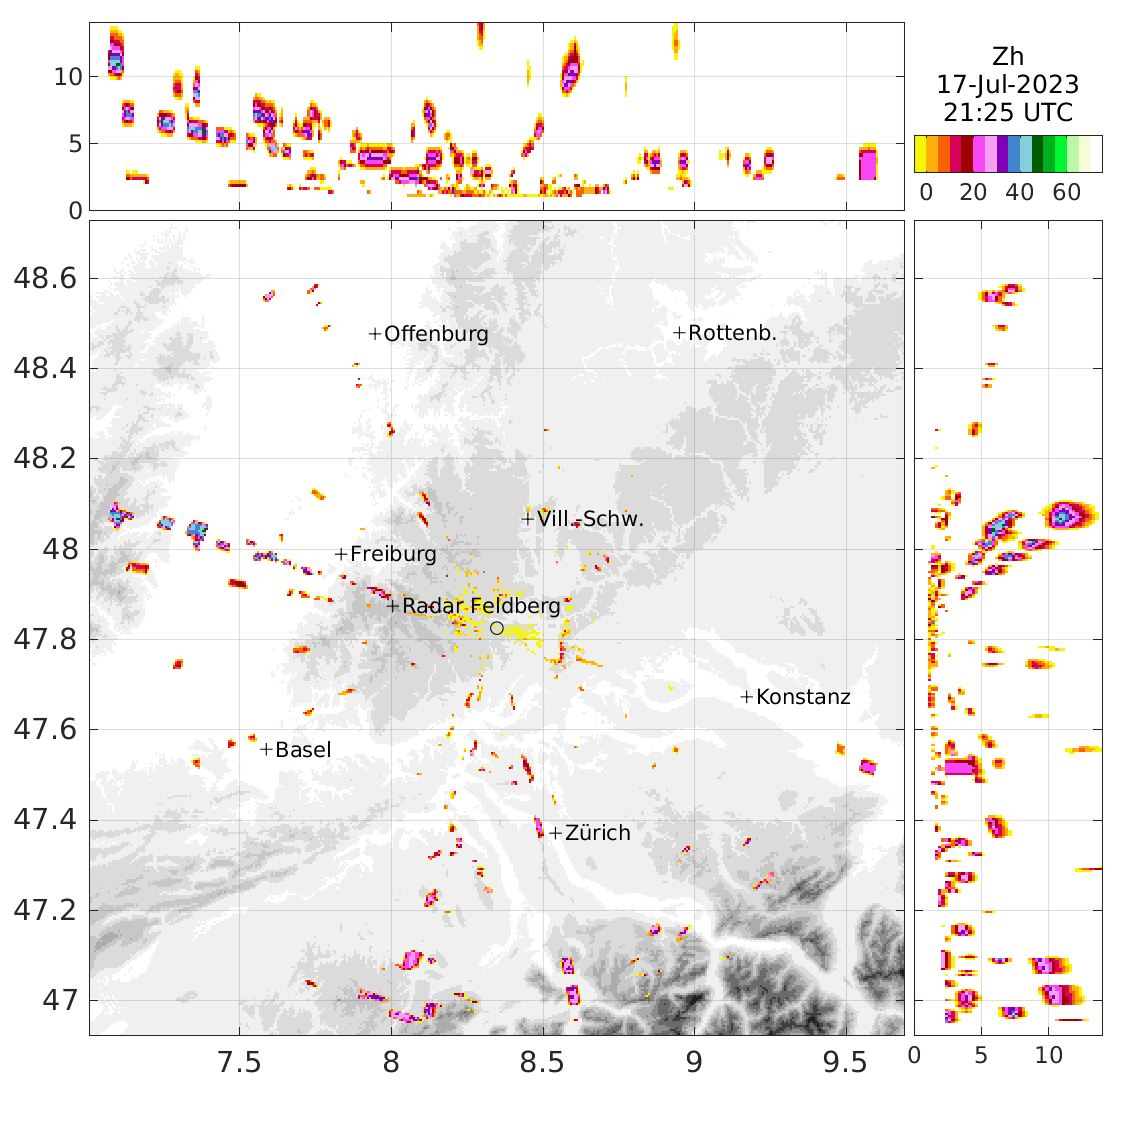 Zh
17-Jul-2023
21:25 UTC
0 20 40 60
10
5
0
48.6
48.4
48.2
48
47.8
47.6
47.4
47.2
47
+Offenburg
+Rottenb.
+Vill.-Schw.
+Freiburg
+Radar Feldberg
+Konstanz
+Basel
+Zürich
7.5 8 8.5 9 9.5
0 5 10